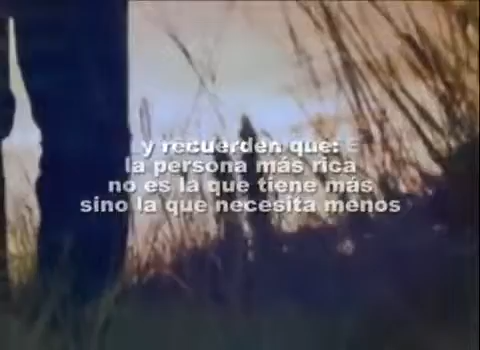 y recuerden que:
la persona más rica
no es la que tiene más
sino la que necesita menos